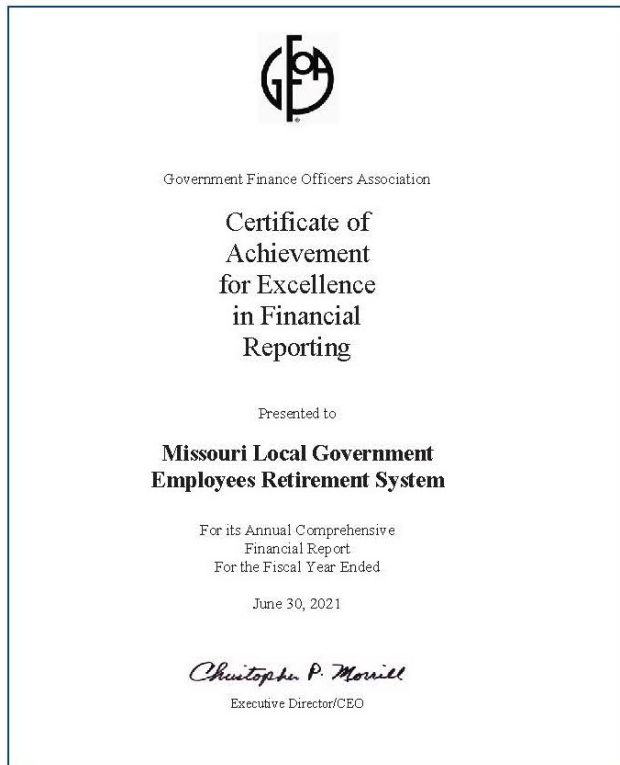 GFOA
Government Finance Officers Association
Certificate of
Achievement
for Excellence
in Financial
Reporting
Presented to
Missouri Local Government
Employees Retirement System
For its Annual Comprehensive
Financial Report
For the Fiscal Year Ended
June 30, 2021
Christopher P. Morrill
Executive Director/CEO